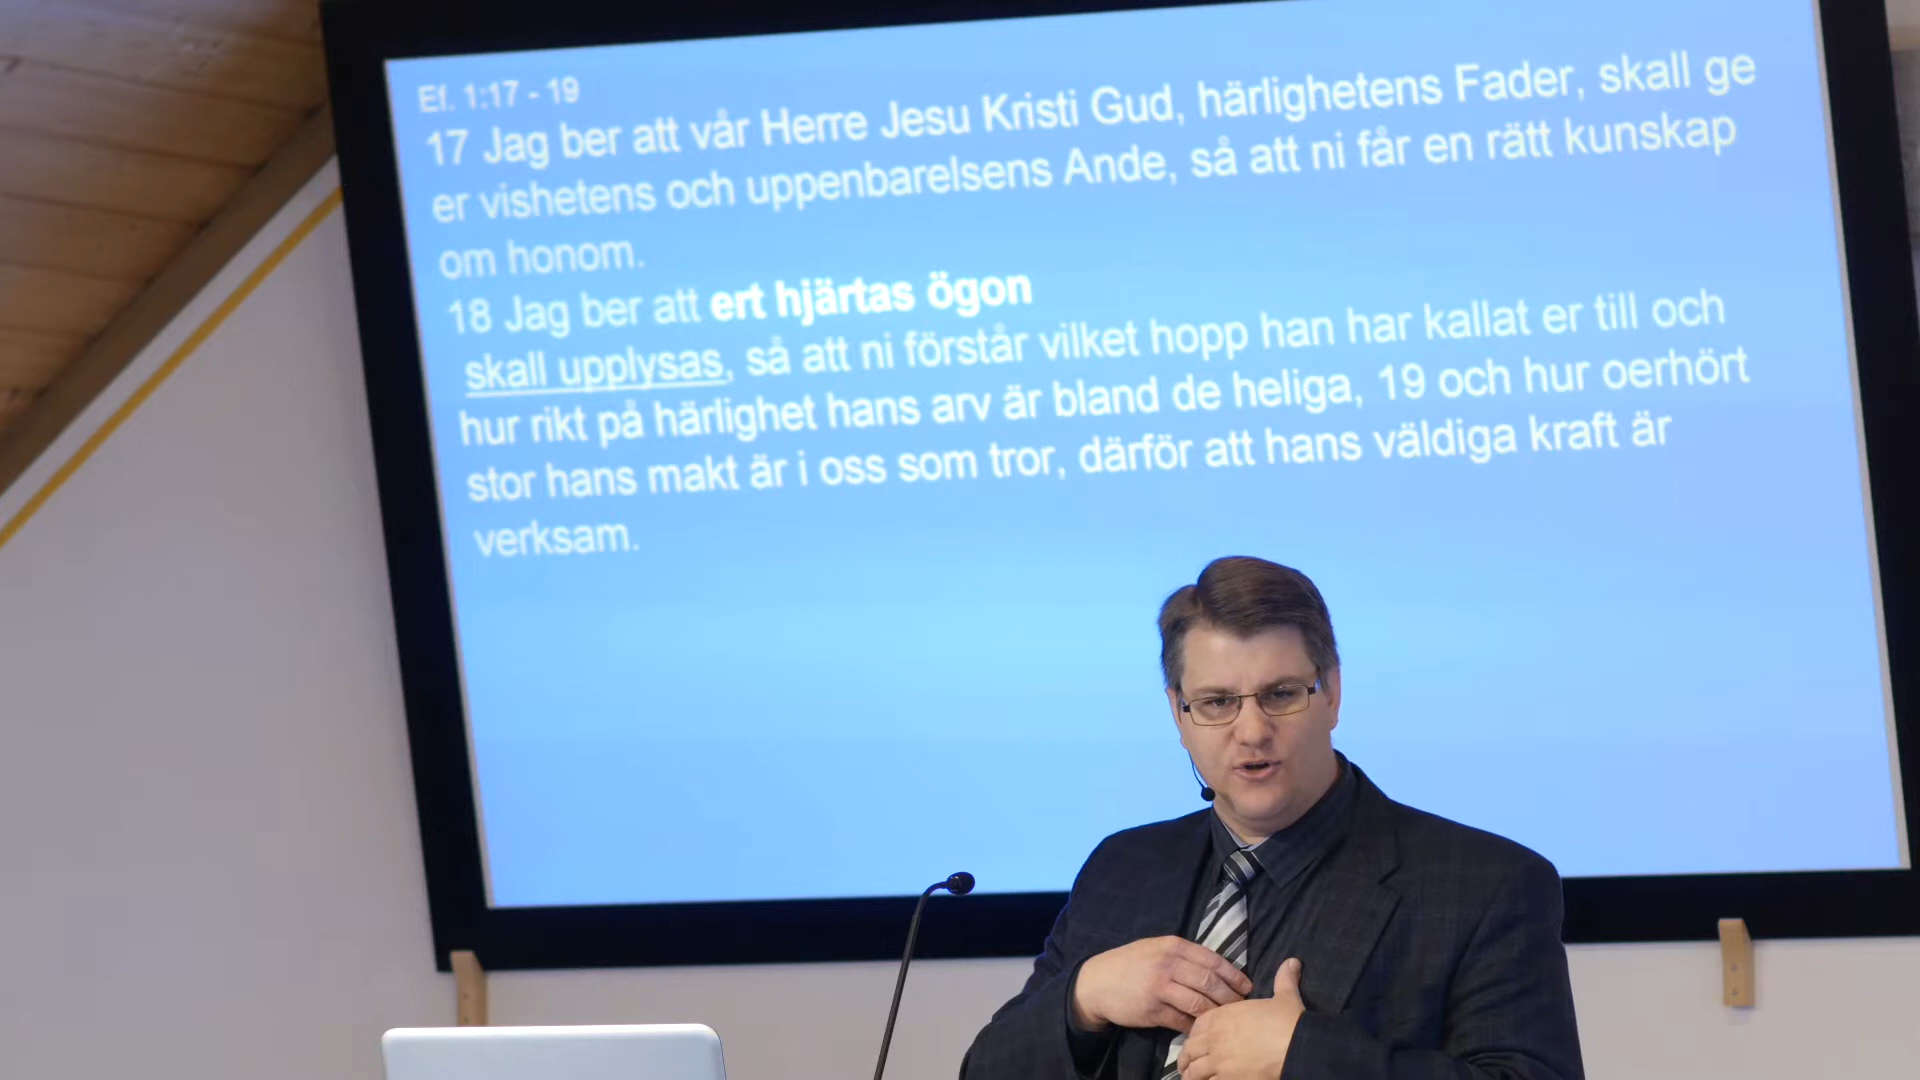 Ef. 1:17 - 19
17 Jag ber att vår Herre Jesu Kristi Gud, härlighetens Fader, skall ge
er vishetens och uppenbarelsens Ande, så att ni får en rätt kunskap
om honom.
18 Jag ber att ert hjärtas ögon
skall upplysas, så att ni förstår vilket hopp han har kallat er till och
hur rikt på härlighet hans arv är bland de heliga, 19 och hur oerhört
stor hans makt är i oss som tror, därför att hans väldiga kraft är
verksam.